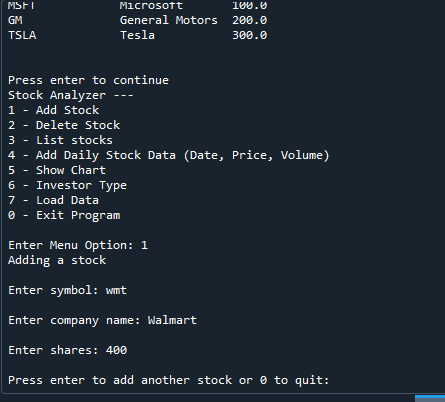 MSFT Microsoft 100.0
GM General Motors 200.0
TSLA Tesla 300.0
Press enter to continue
Stock Analyzer ---
1 - Add Stock
2 - Delete Stock
3 - List stocks
4 - Add Daily Stock Data (Date, Price, Volume)
5 - Show Chart
6 - Investor Type
7 - Load Data
0 - Exit Program
Enter Menu Option: 1
Adding a stock
Enter symbol: wmt
Enter company name: Walmart
Enter shares: 400
Press enter to add another stock or 0 to quit: